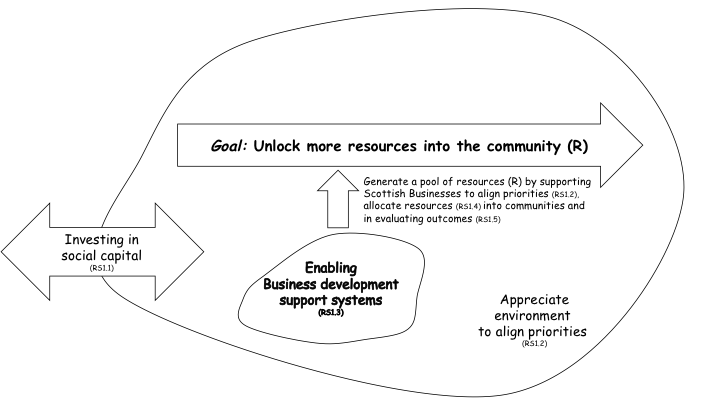 Goal: Unlock more resources into the community (R)
Generate a pool of resources (R) by supporting
Scottish Businesses to align priorities (RS1.2),
allocate resources (RS1.4) into communities and
in evaluating outcomes (RS1.5)
Investing in
social capital
(RS1.1)
Enabling
Business development
support systems
(RS1.3)
Appreciate
environment
to align priorities
(RS1.2)